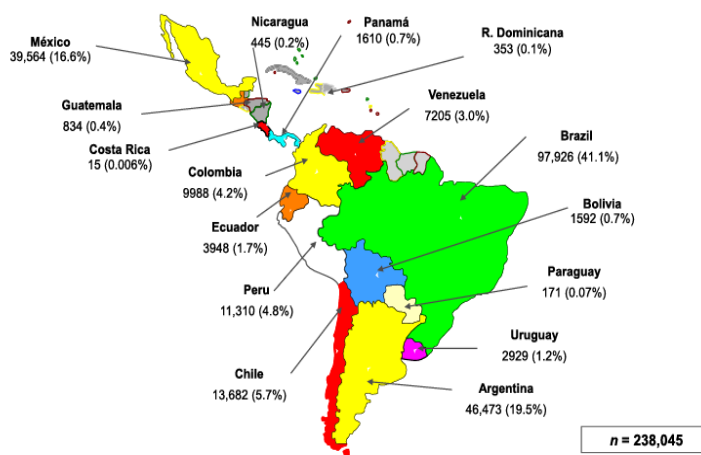 Nicaragua
445 (0.2%)
Panamá
1610 (0.7%)
R. Dominicana
353 (0.1%)
México
39,564 (16.6%)
Guatemala
834 (0.4%)
Venezuela
7205 (3.0%)
Costa Rica
15 (0.006%)
Brazil
97,926 (41.1%)
Colombia
9988 (4.2%)
Bolivia
1592 (0.7%)
Ecuador
3948 (1.7%)
Paraguay
171 (0.07%)
Peru
11,310 (4.8%)
Uruguay
2929 (1.2%)
Chile
13,682 (5.7%)
Argentina
46,473 (19.5%)
n = 238,045